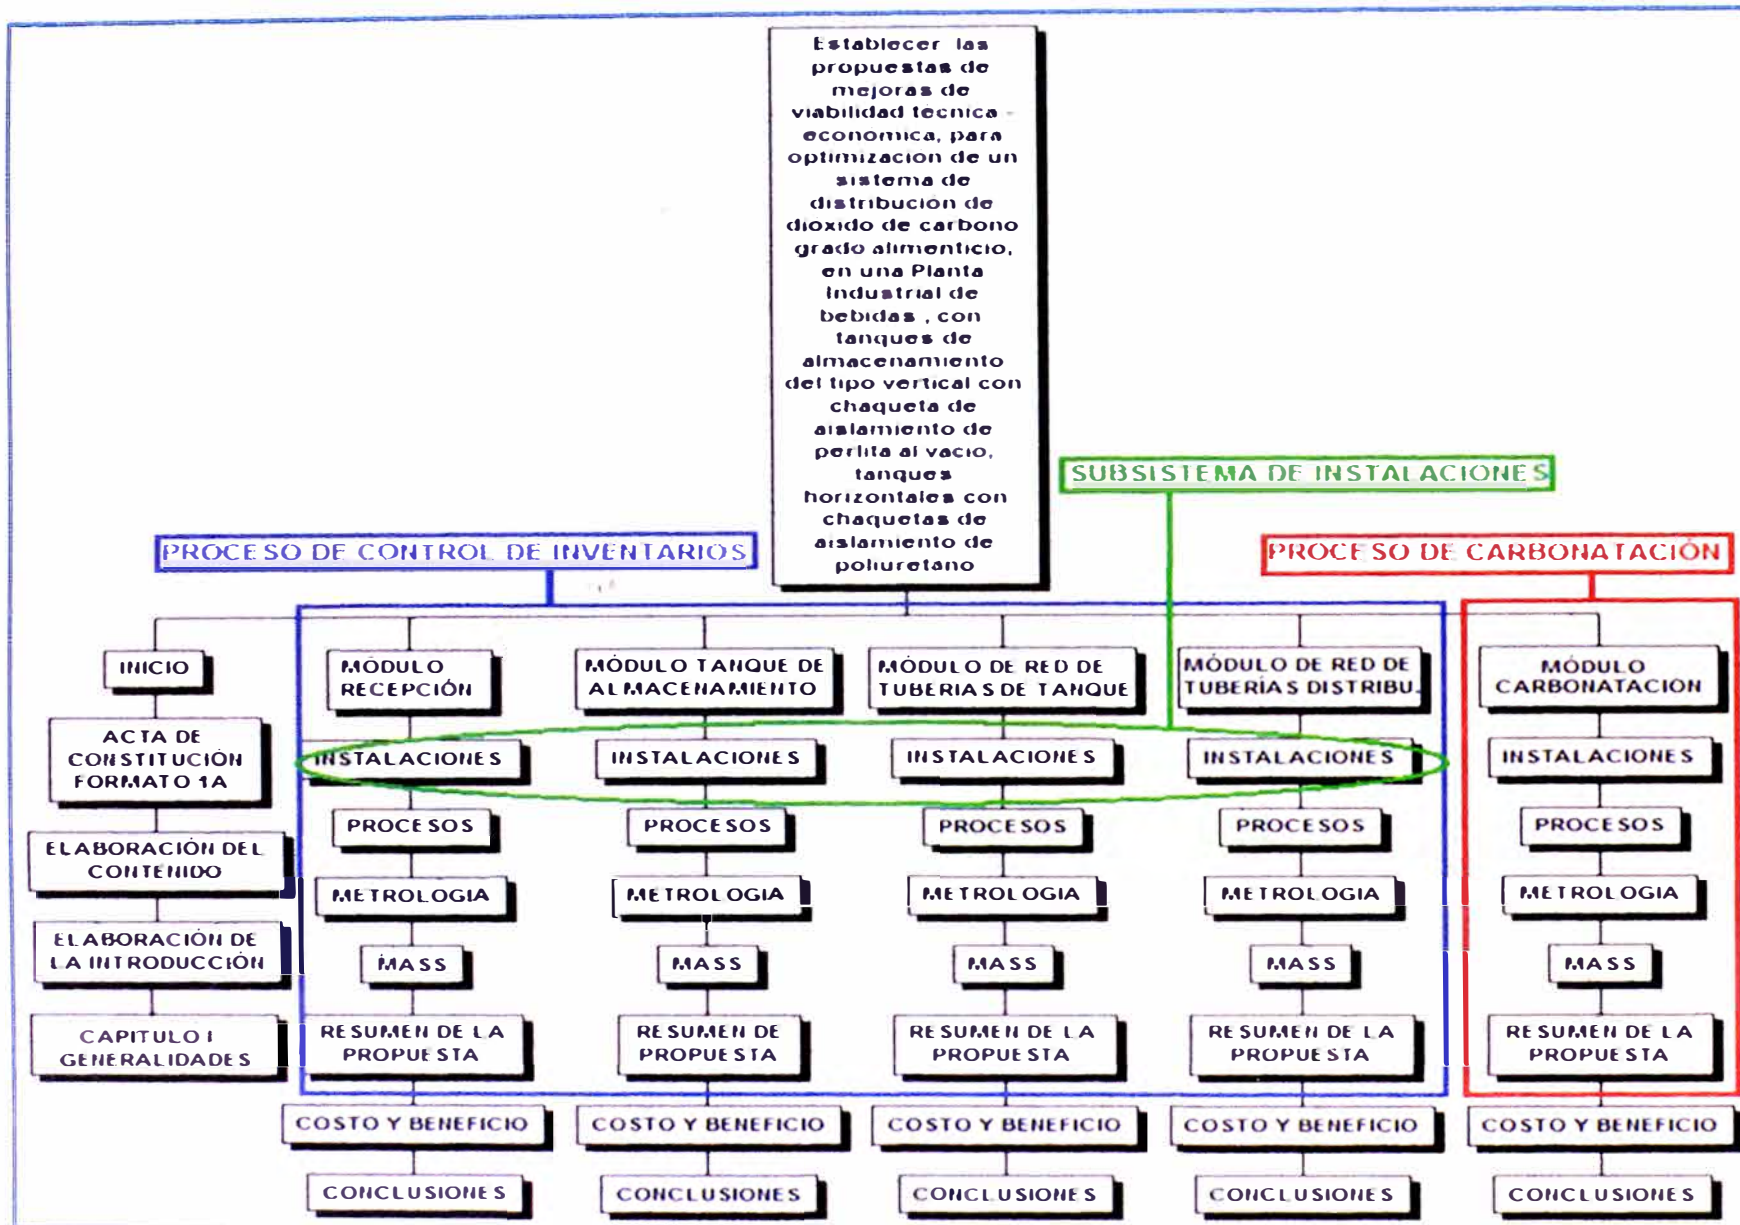 Establecer las
propuestas de
mejoras de
viabilidad técnica -
economica, para
optimización de un
sistema de
distribución de
dióxido de carbono
grado alimenticio,
en una Planta
Industrial de
bebidas , con
tanques de
almacenamiento
del tipo vertical con
chaqueta de
aislamiento de
perlita al vacio,
tanques
horizontales con
chaquetas de
aislamiento de
poliuretano
SUBSISTEMA DE INSTALACIONES
PROCESO DE CONTROL DE INVENTARIOS
PROCESO DE CARBONATACIÓN
INICIO
ACTA DE
CONSTITUCIÓN
FORMATO 1A
ELABORACIÓN DEL
CONTENIDO
ELABORACIÓN DE
LA INTRODUCCIÓN
CAPITULO I
GENERALIDADES
MÓDULO
RECEPCIÓN
INSTALACIONES
PROCESOS
METROLOGIA
MASS
RESUMEN DE LA
PROPUESTA
COSTO Y BENEFICIO
CONCLUSIONES
MÓDULO TANQUE DE
ALMACENAMIENTO
INSTALACIONES
PROCESOS
METROLOGIA
MASS
RESUMEN DE
PROPUESTA
COSTO Y BENEFICIO
CONCLUSIONES
MÓDULO DE RED DE
TUBERIAS DE TANQUE
INSTALACIONES
PROCESOS
METROLOGIA
MASS
RESUMEN DE LA
PROPUESTA
COSTO Y BENEFICIO
CONCLUSIONES
MÓDULO DE RED DE
TUBERÍAS DISTRIBU.
INSTALACIONES
PROCESOS
METROLOGIA
MASS
RESUMEN DE LA
PROPUESTA
COSTO Y BENEFICIO
CONCLUSIONES
MÓDULO
CARBONATACION
INSTALACIONES
PROCESOS
METROLOGIA
MASS
RESUMEN DE LA
PROPUESTA
COSTO Y BENEFICIO
CONCLUSIONES